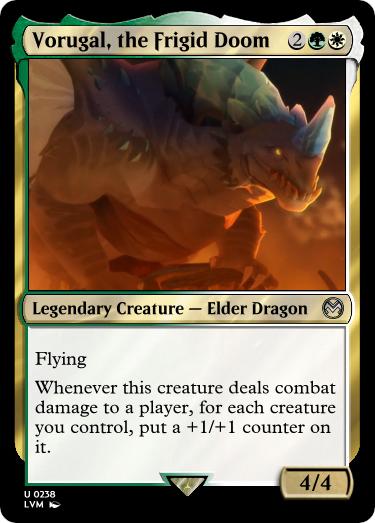 Vorugal, the Frigid Doom 2
Legendary Creature — Elder Dragon
Flying
Whenever this creature deals combat
damage to a player, for each creature
you control, put a +1/+1 counter on
it.
4/4
U 0238
LVM